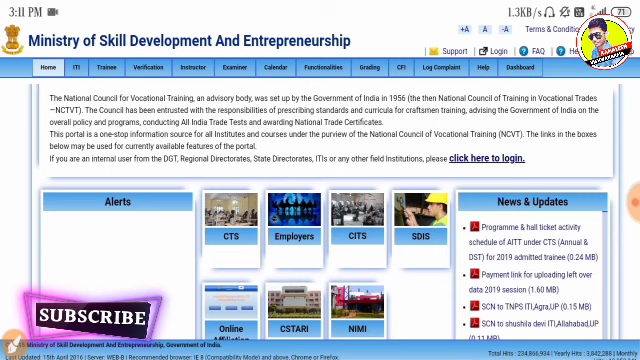 3:11 PM
1.3KB/s
71
+A A -A Terms & Conditio
Ministry of Skill Development And Entrepreneurship
Support Login FAQ
Home ITI Trainee Verification Instructor Examiner Calendar Functionalities Grading CFI Log Complaint Help Dashboard
The National Council for Vocational Training, an advisory body, was set up by the Government of India in 1956 (the then National Council of Training in Vocational Trades
—NCTVT). The Council has been entrusted with the responsibilities of prescribing standards and curricula for craftsmen training, advising the Government of India on the
overall policy and programmes, conducting All India Trade Tests and awarding National Trade Certificates.
This portal is a one-stop information source for all Institutes and courses under the purview of the National Council of Vocational Training (NCVT). The links in the boxes
below may be used for currently available features of the portal.
If you are an internal user from the DGT, Regional Directorates, State Directorates, ITIs or any other field Institutions, please click here to login.
Alerts
CTS
Employers
CITS
SDIS
Online
Affiliation
CSTARI
NIMI
News & Updates
Programme & hall ticket activity
schedule of AITT under CTS (Annual &
DST) for 2019 admitted trainee (0.24 MB)
Payment link for uploading left over
data 2019 session (1.60 MB)
SCN to TNPS ITI,Agra,UP (0.15 MB)
SCN to shushila devi ITI,Allahabad,UP
(0.11 MB)
SUBSCRIBE
Ministry of Skill Development And Entrepreneurship, Government of India.
Total Hits : 234,866,934 | Yearly Hits : 3,842,288 | Monthly
Last Updated: 15th April 2016 | Server: WEB-B | Recommended browser: IE 8 (Compatibility Mode) and above, Chrome or Firefox.